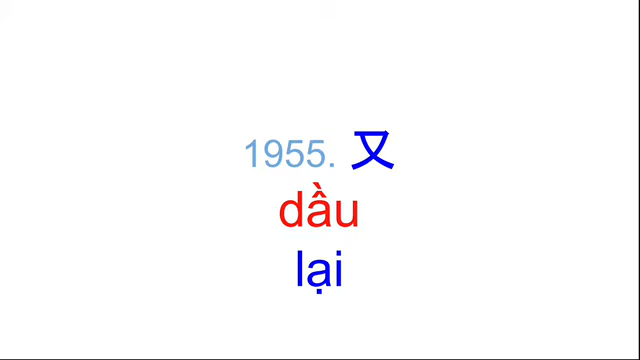 1955. 又
dầu
lại